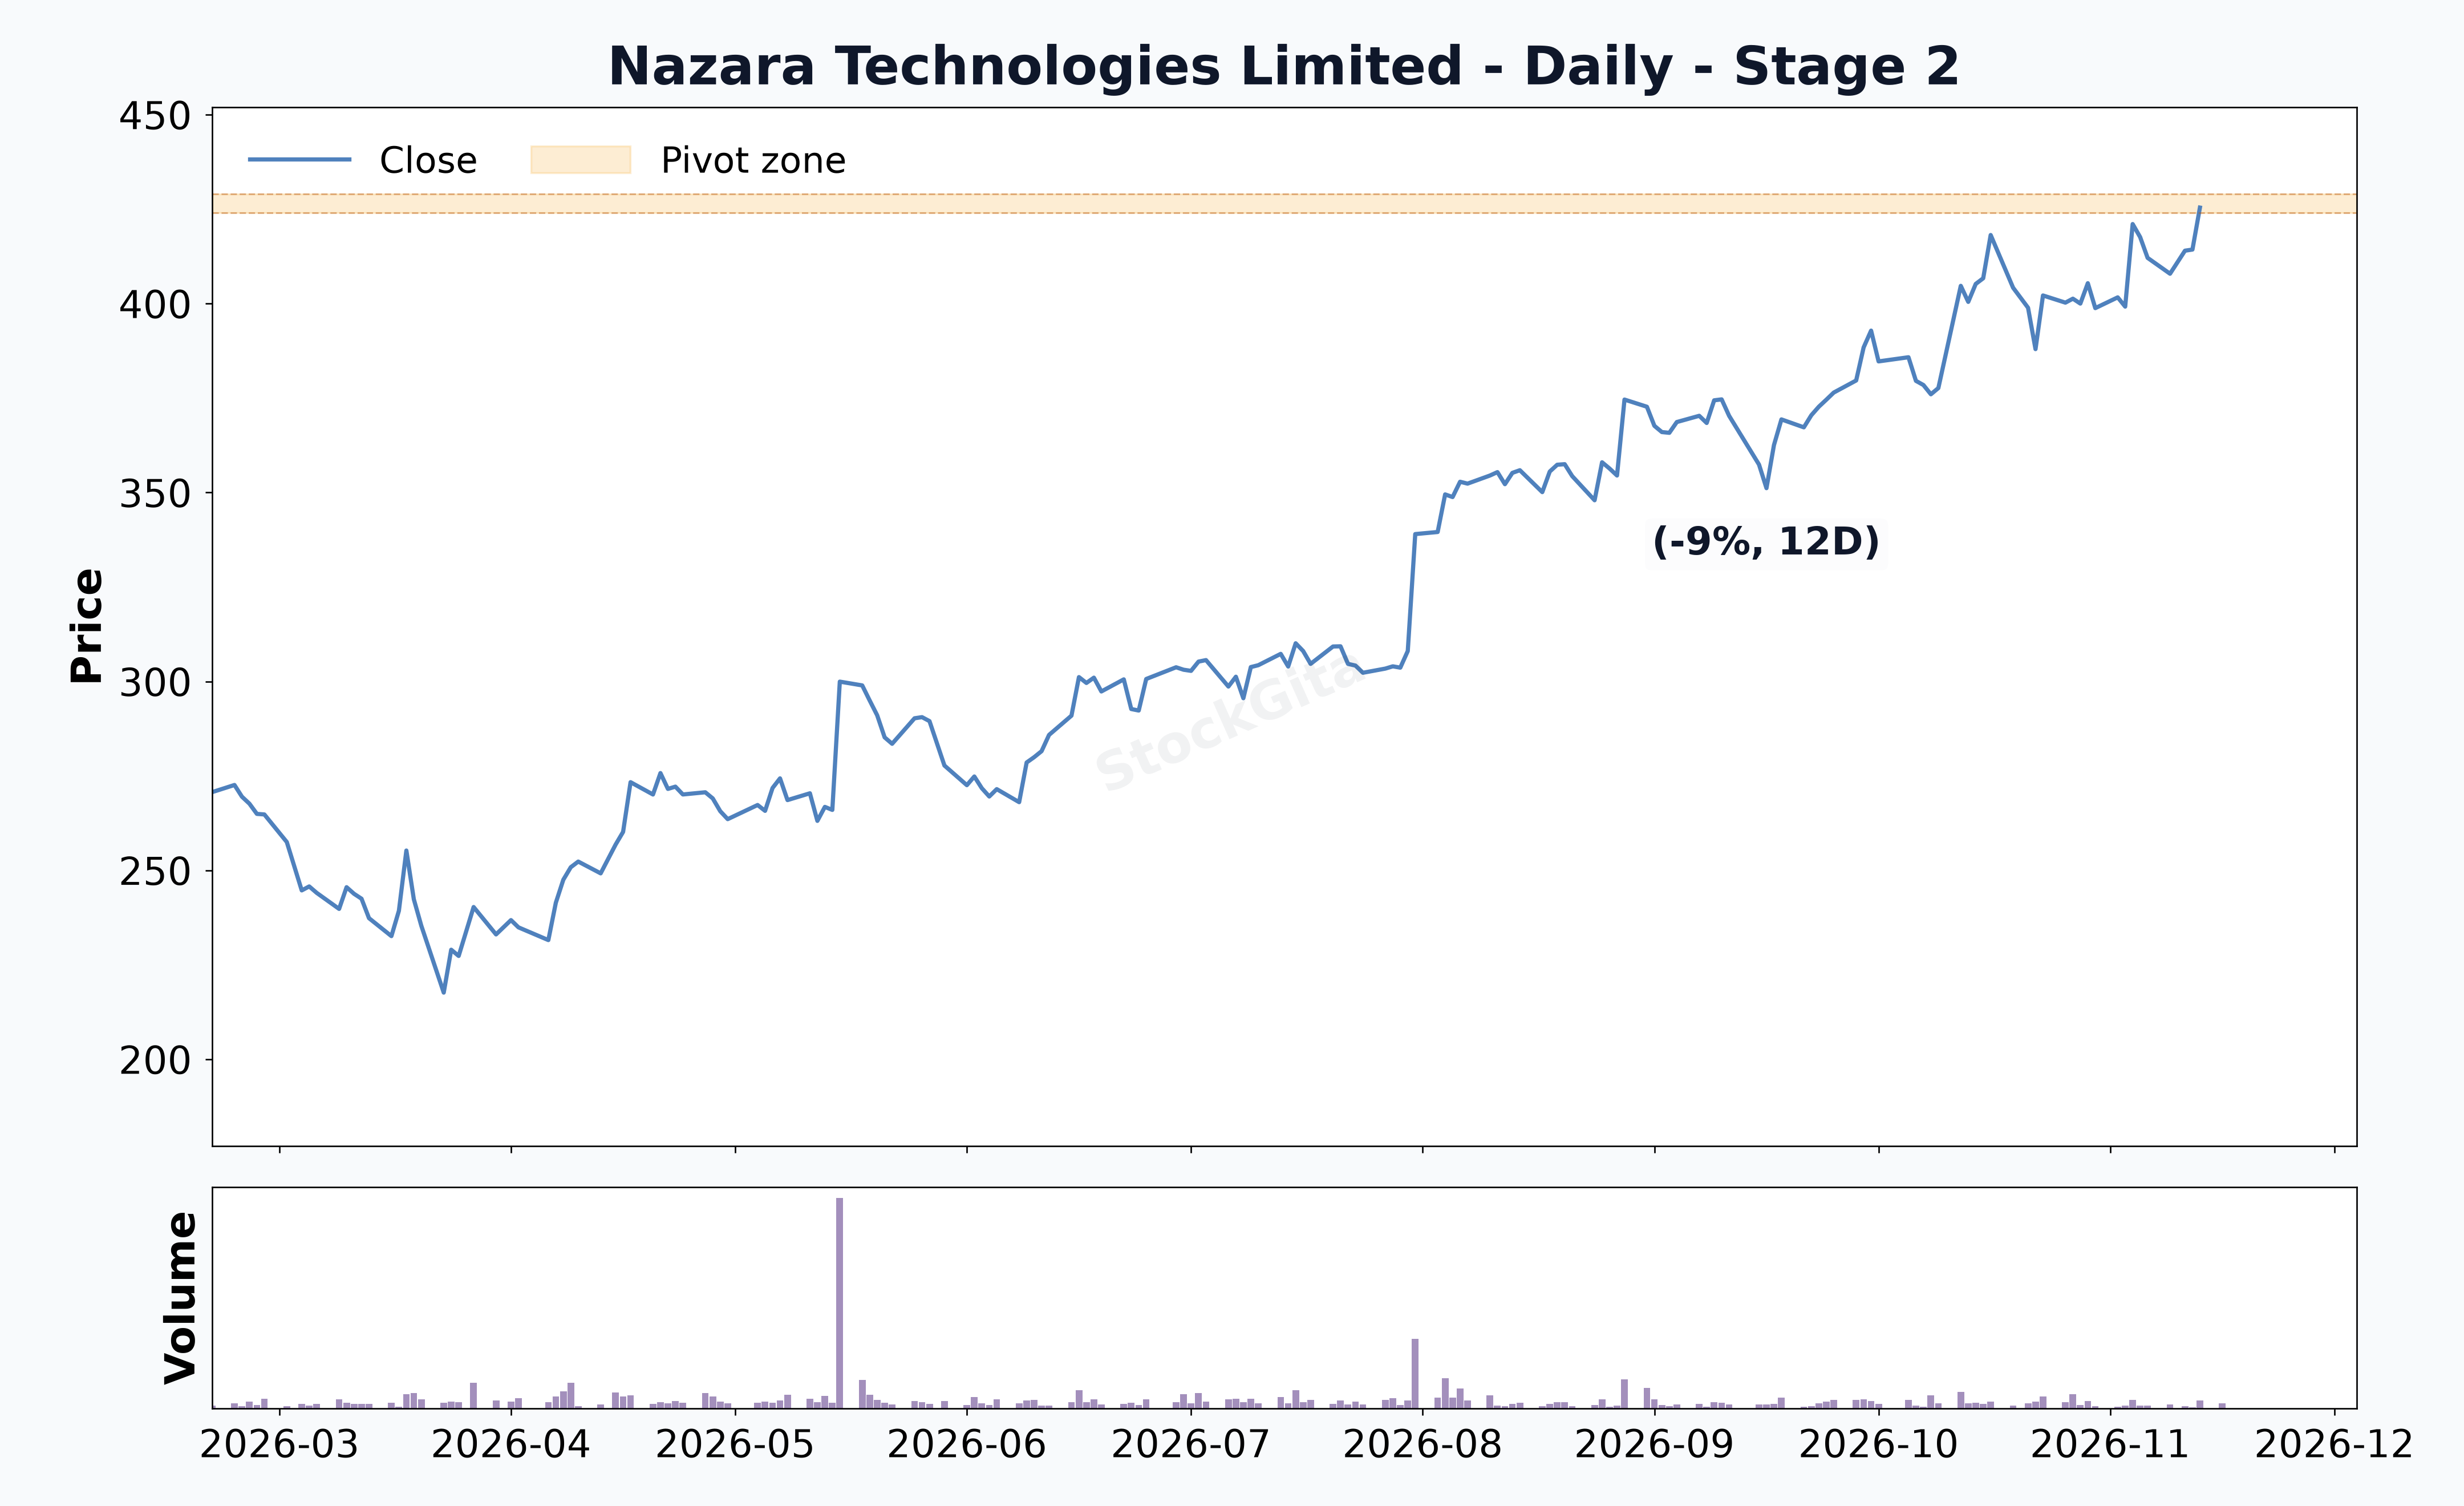 Nazara Technologies Limited - Daily - Stage 2
Close
Pivot zone
Price
450
400
350
300
250
200
(-9%, 12D)
StockGita
Volume
2026-03
2026-04
2026-05
2026-06
2026-07
2026-08
2026-09
2026-10
2026-11
2026-12